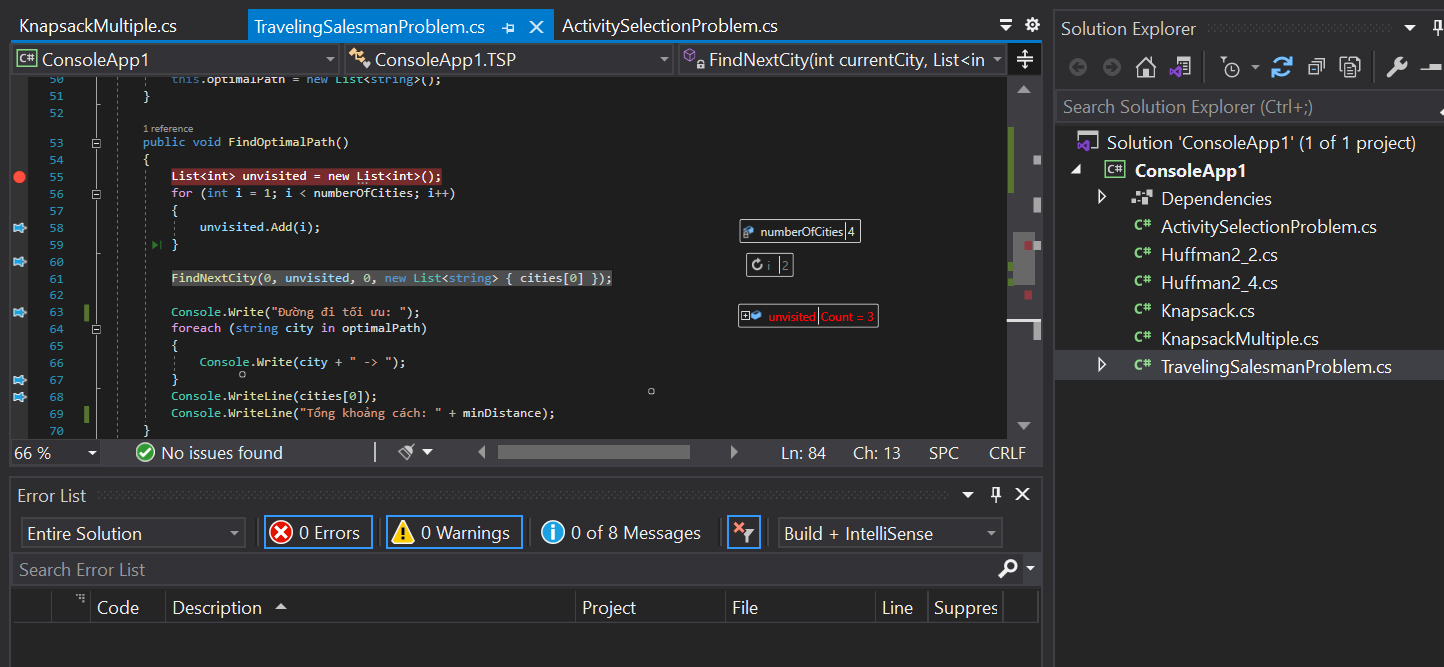 KnapsackMultiple.cs
TravelingSalesmanProblem.cs
ActivitySelectionProblem.cs
C# ConsoleApp1
ConsoleApp1.TSP
FindNextCity(int currentCity, List<in
50 this.optimalPath = new List<string>();
51 }
52
1 reference
53 public void FindOptimalPath()
54 {
55 List<int> unvisited = new List<int>();
56 for (int i = 1; i < numberOfCities; i++)
57 {
58 unvisited.Add(i);
59 }
60
61 FindNextCity(0, unvisited, 0, new List<string> { cities[0] });
62
63 Console.Write("Đường đi tối ưu: ");
64 foreach (string city in optimalPath)
65 {
66 Console.Write(city + " -> ");
67 }
68 Console.WriteLine(cities[0]);
69 Console.WriteLine("Tổng khoảng cách: " + minDistance);
70 }
numberOfCities 4
i 2
unvisited Count = 3
66 %
No issues found
Ln: 84 Ch: 13 SPC CRLF
Error List
Entire Solution
0 Errors
0 Warnings
0 of 8 Messages
Build + IntelliSense
Search Error List
Code Description Project File Line Suppres
Solution Explorer
Search Solution Explorer (Ctrl+;)
Solution 'ConsoleApp1' (1 of 1 project)
C# ConsoleApp1
Dependencies
C# ActivitySelectionProblem.cs
C# Huffman2_2.cs
C# Huffman2_4.cs
C# Knapsack.cs
C# KnapsackMultiple.cs
C# TravelingSalesmanProblem.cs